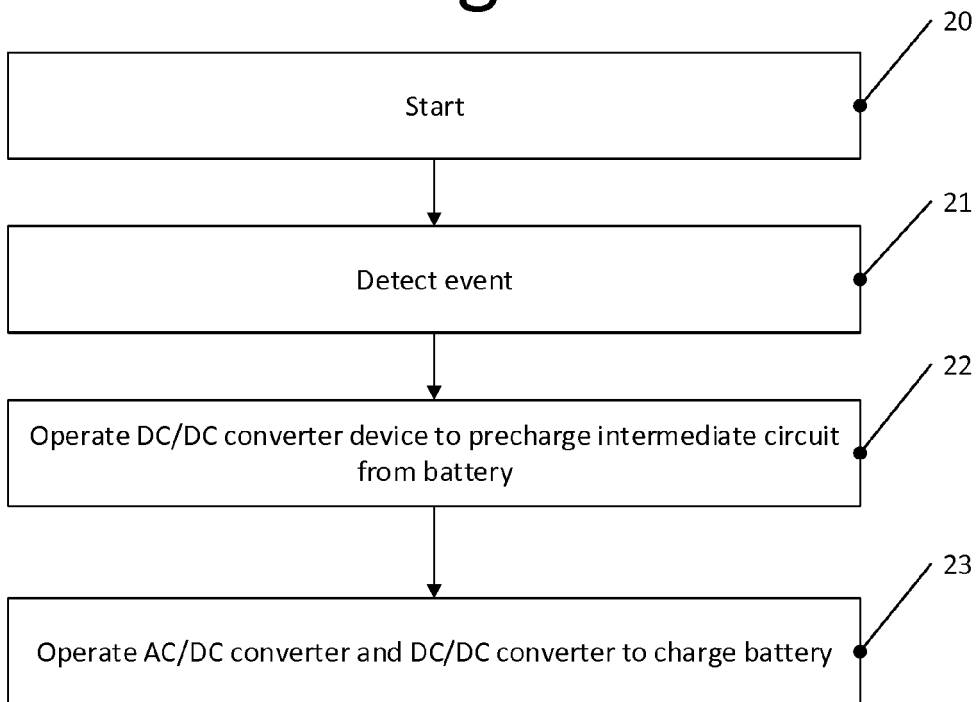 20
Start
21
Detect event
22
Operate DC/DC converter device to precharge intermediate circuit
from battery
23
Operate AC/DC converter and DC/DC converter to charge battery